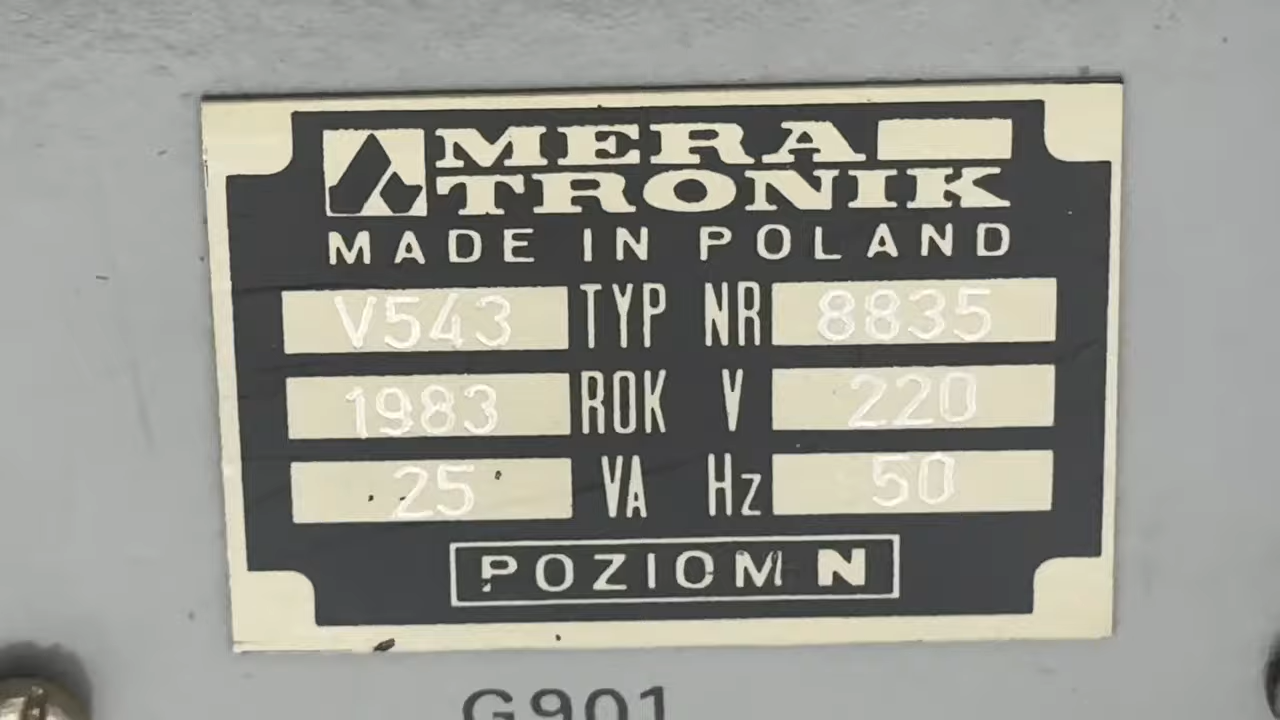 MERA
TRONIK
MADE IN POLAND
V543 TYP NR 8835
1983 ROK V 220
25 VA Hz 50
POZIOM N
G901